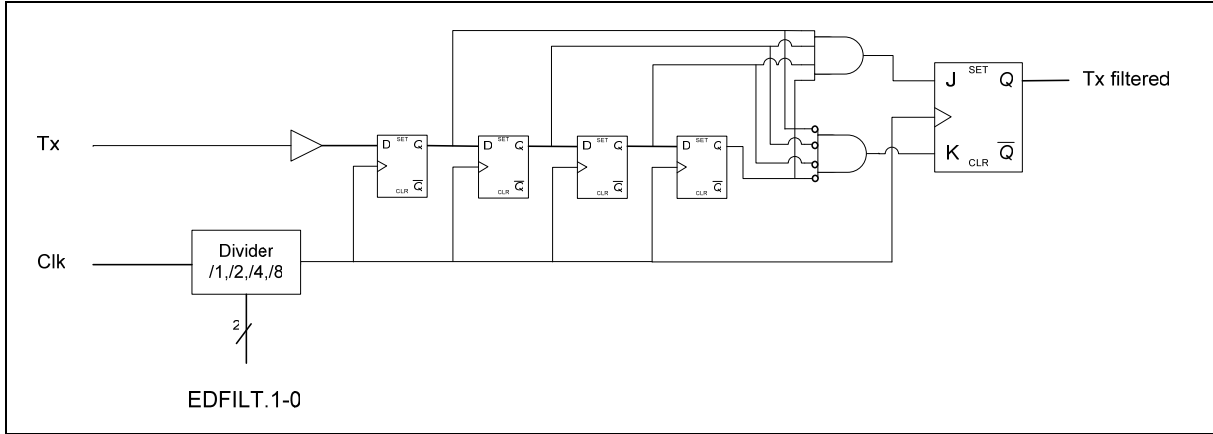 SET
J Q
Tx filtered
K Q
CLR
Tx
SET
D Q
Q
CLR
SET
D Q
Q
CLR
SET
D Q
Q
CLR
SET
D Q
Q
CLR
Clk
Divider
/1,/2,/4,/8
2
EDFILT.1-0